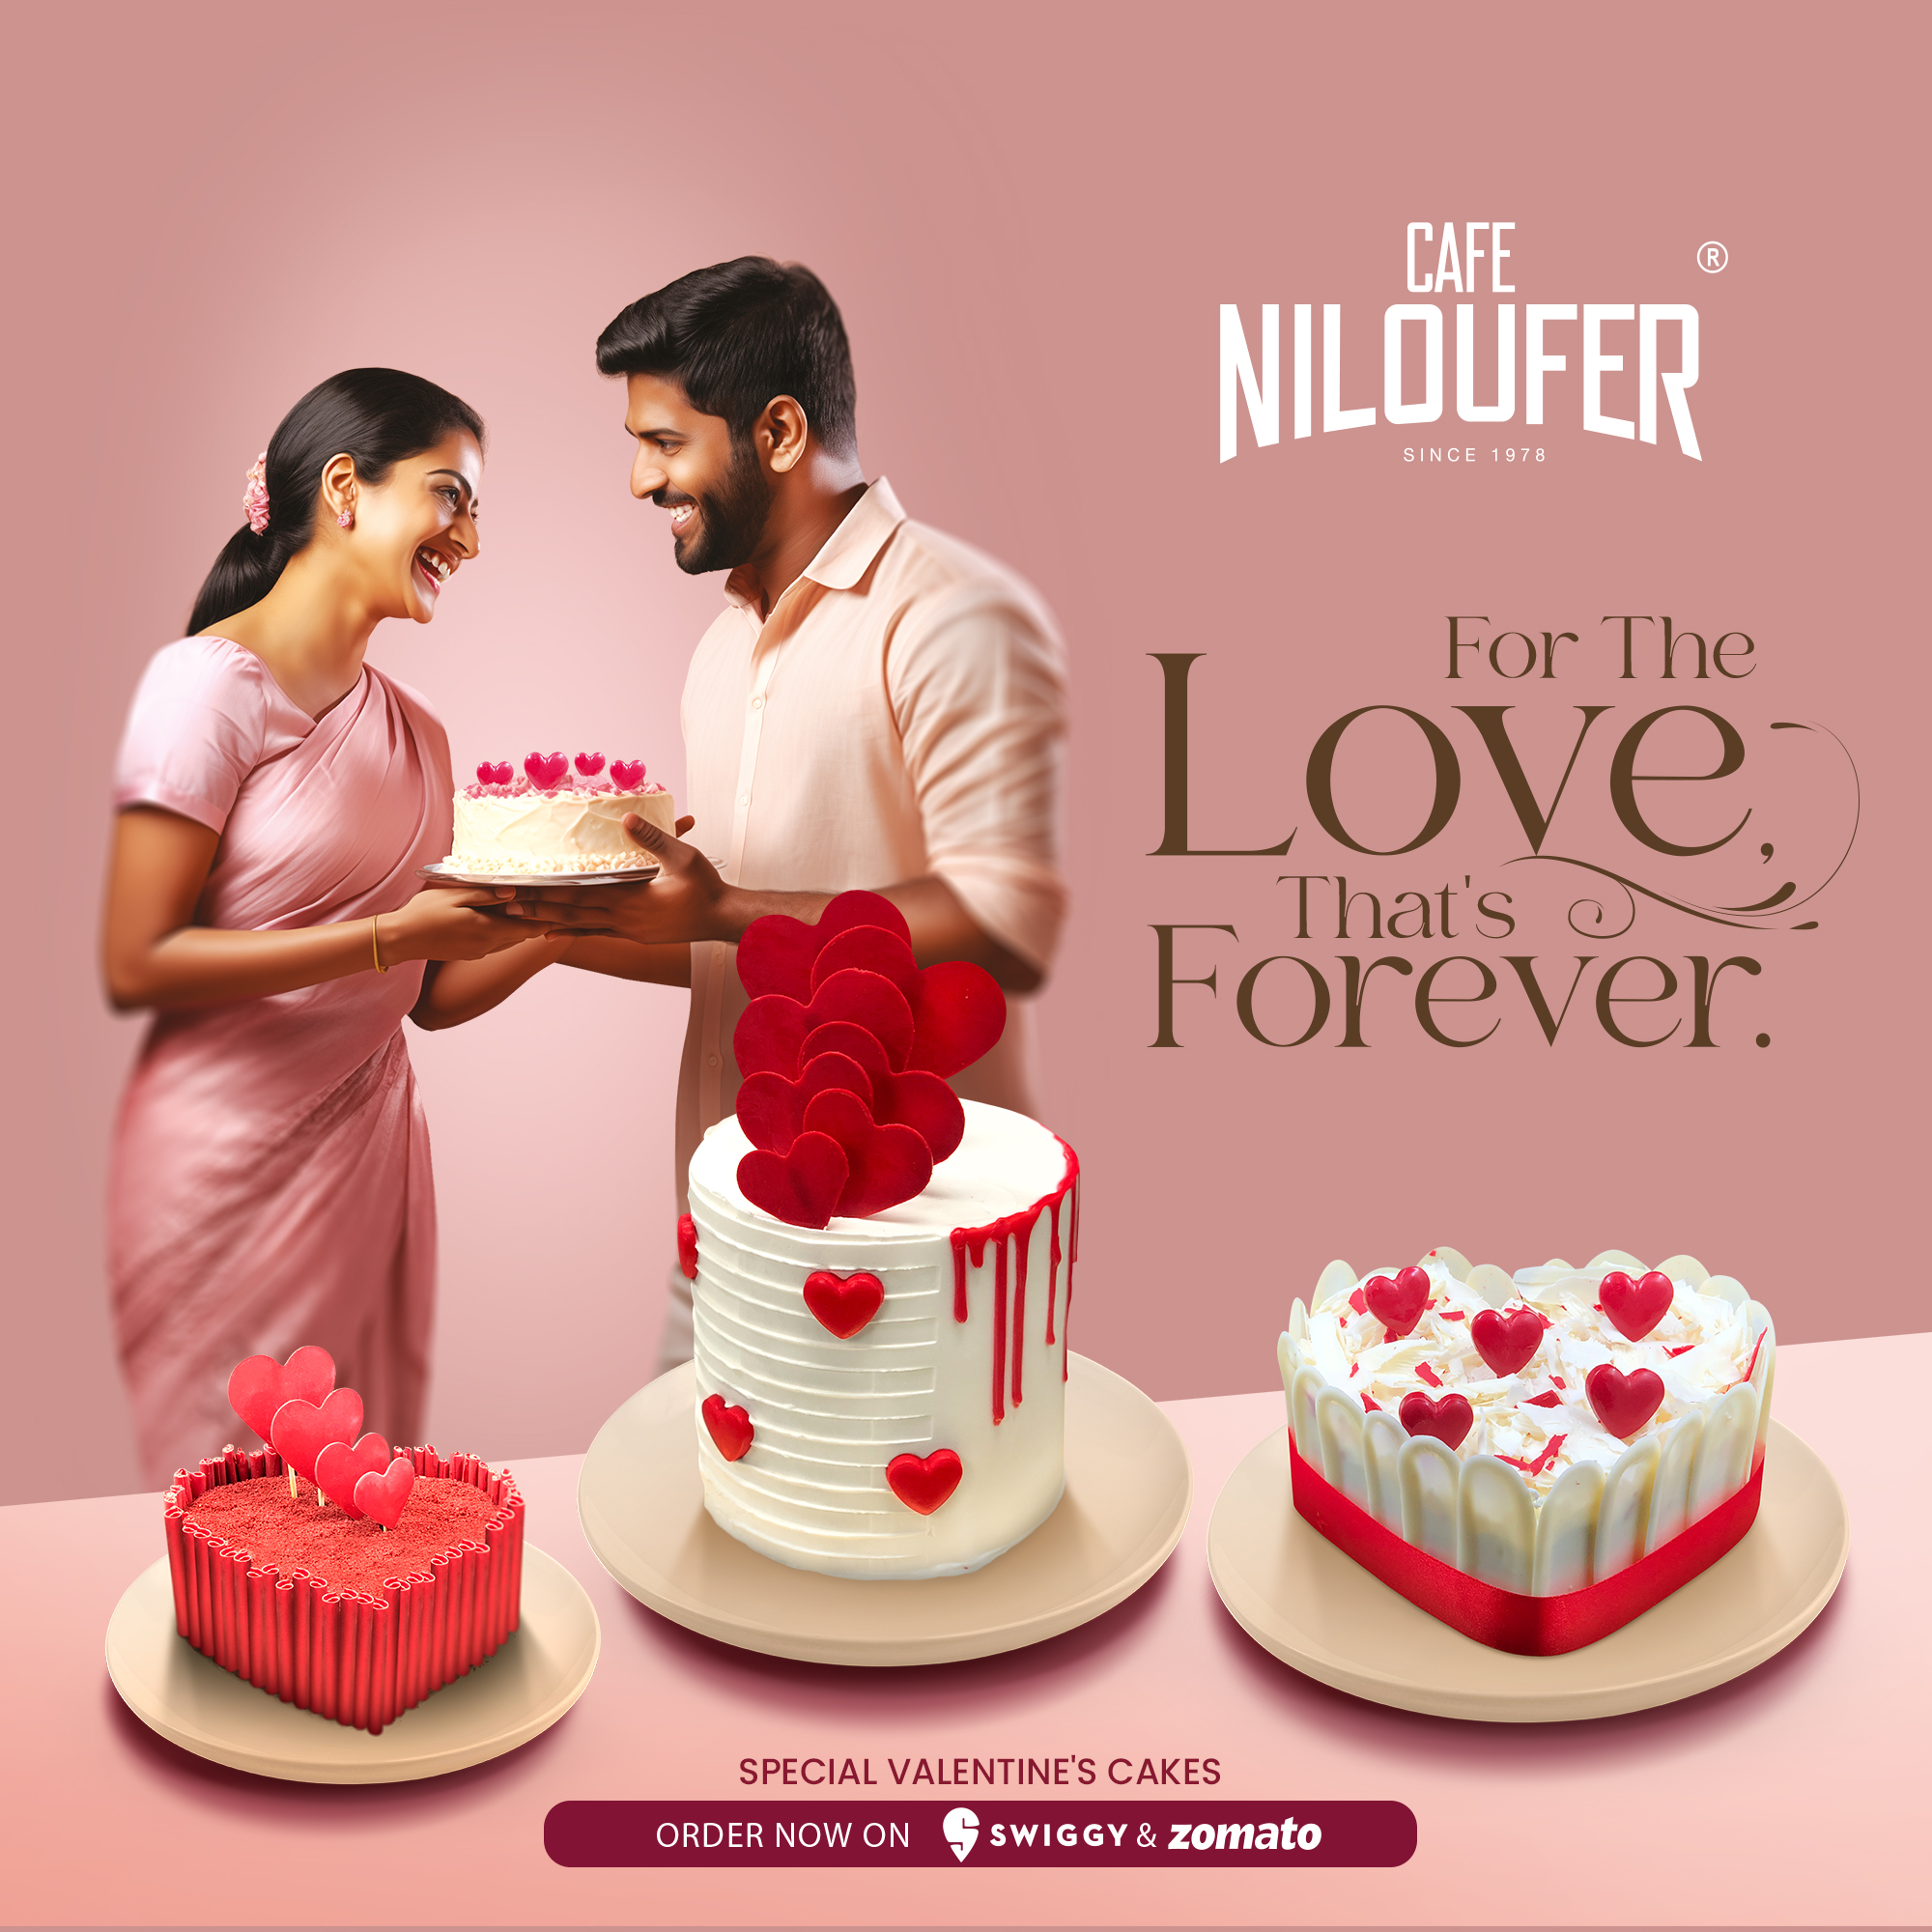 CAFE
NILOUFER ®
SINCE 1978
For The
Love,
That's
Forever.
SPECIAL VALENTINE'S CAKES
ORDER NOW ON SWIGGY & zomato